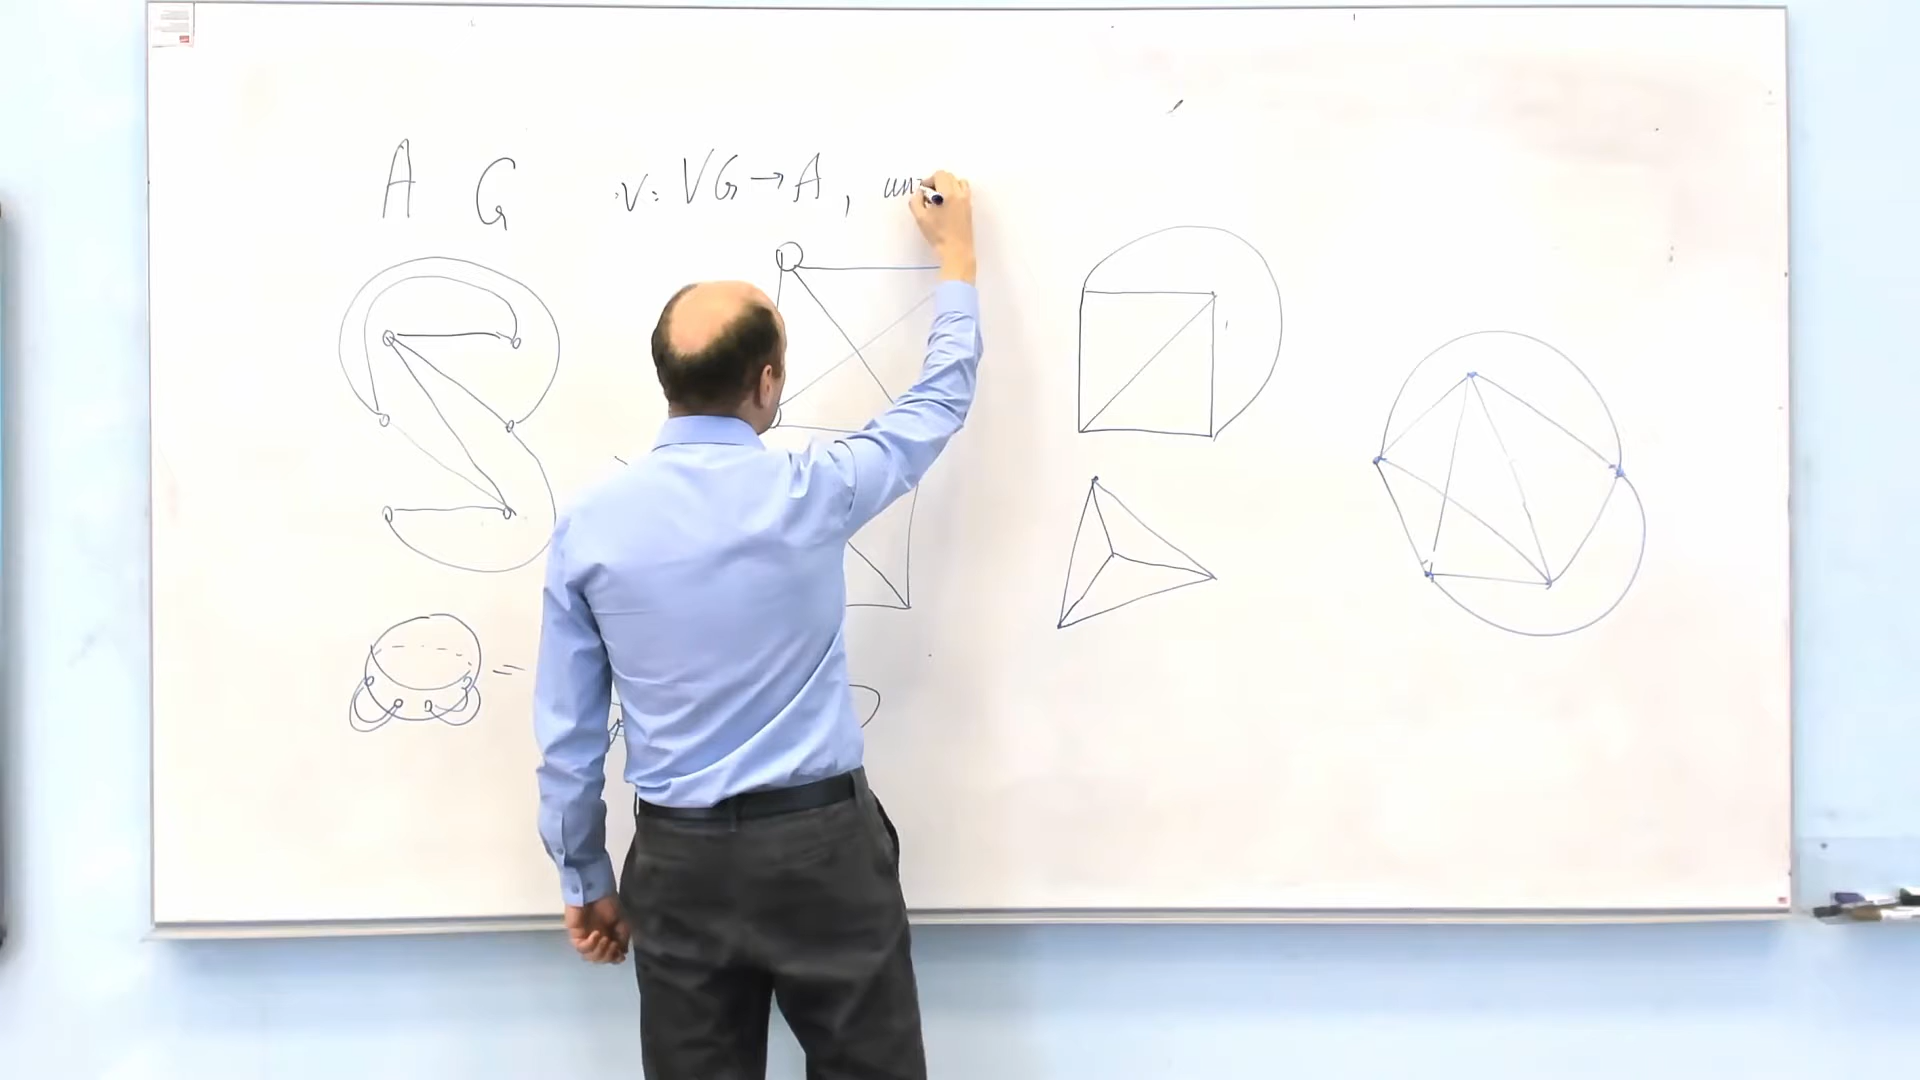 A G v: VG → A,